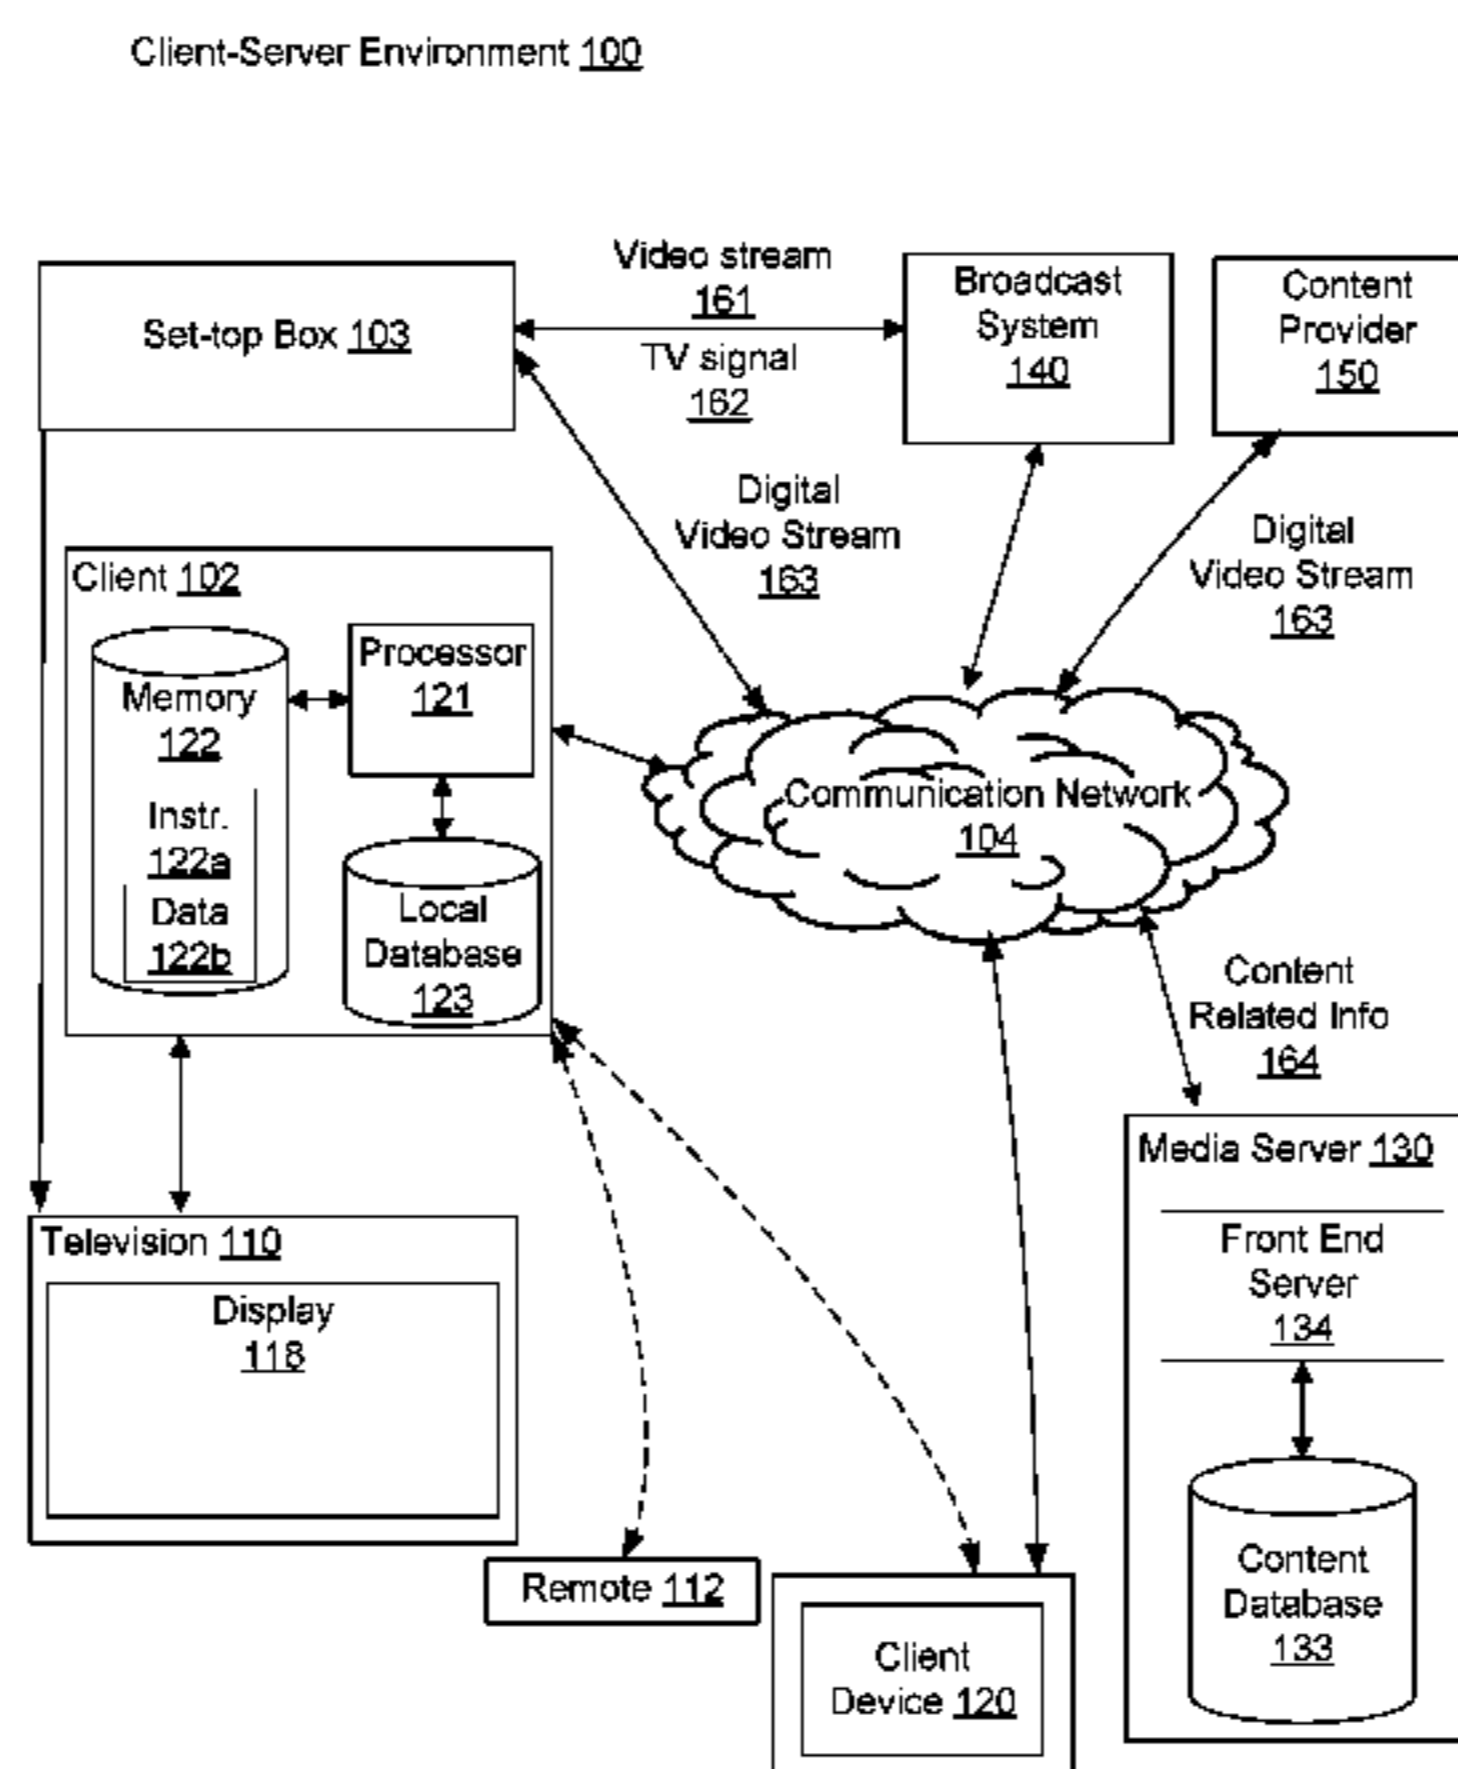 Client-Server Environment 100
Video stream
161
TV signal
162
Set-top Box 103
Broadcast
System
140
Content
Provider
150
Digital
Video Stream
163
Digital
Video Stream
163
Client 102
Memory
122
Instr.
122a
Data
122b
Processor
121
Local
Database
123
Communication Network
104
Content
Related Info
164
Television 110
Display
118
Remote 112
Client
Device 120
Media Server 130
Front End
Server
134
Content
Database
133